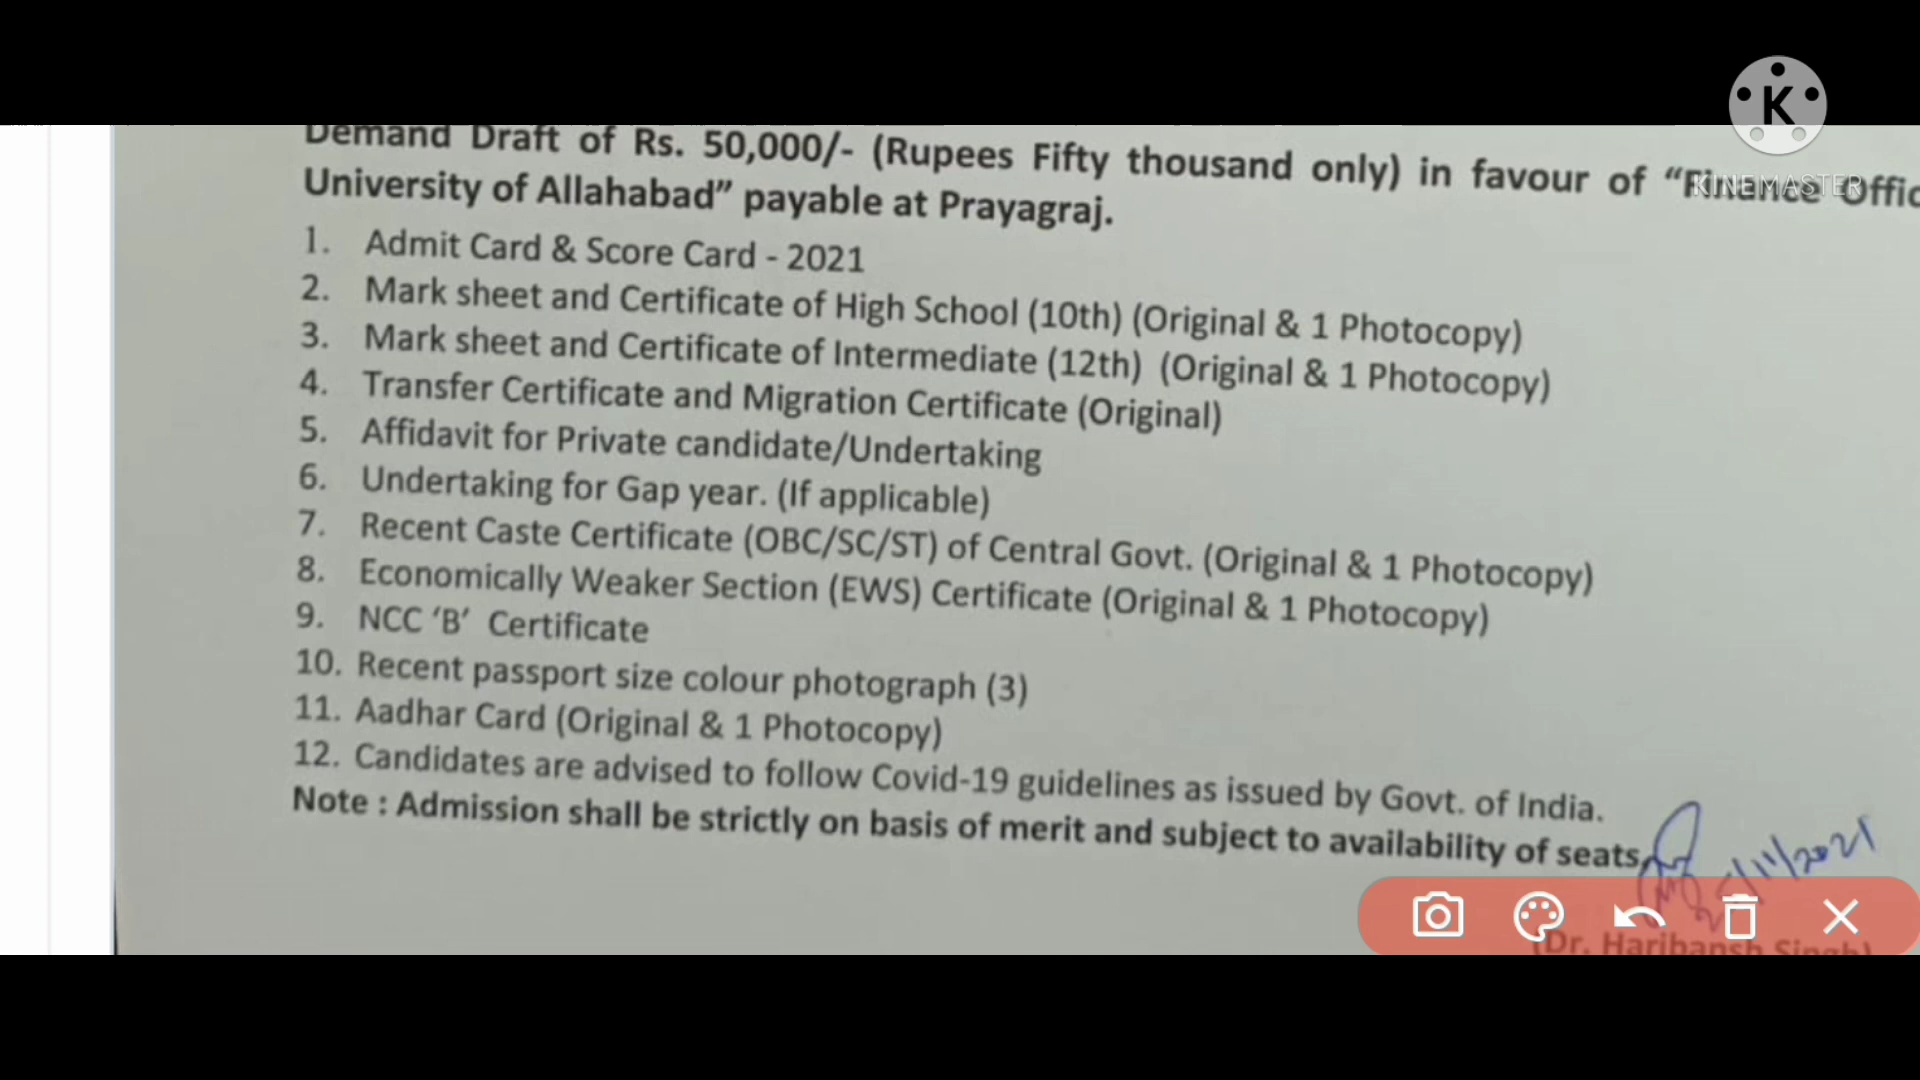 K
KINEMASTER
Demand Draft of Rs. 50,000/- (Rupees Fifty thousand only) in favour of “Finance Offic
University of Allahabad” payable at Prayagraj.
1. Admit Card & Score Card - 2021
2. Mark sheet and Certificate of High School (10th) (Original & 1 Photocopy)
3. Mark sheet and Certificate of Intermediate (12th) (Original & 1 Photocopy)
4. Transfer Certificate and Migration Certificate (Original)
5. Affidavit for Private candidate/Undertaking
6. Undertaking for Gap year. (If applicable)
7. Recent Caste Certificate (OBC/SC/ST) of Central Govt. (Original & 1 Photocopy)
8. Economically Weaker Section (EWS) Certificate (Original & 1 Photocopy)
9. NCC ‘B’ Certificate
10. Recent passport size colour photograph (3)
11. Aadhar Card (Original & 1 Photocopy)
12. Candidates are advised to follow Covid-19 guidelines as issued by Govt. of India.
Note : Admission shall be strictly on basis of merit and subject to availability of seats.
/11/2021
(Dr. Haribansh Singh)